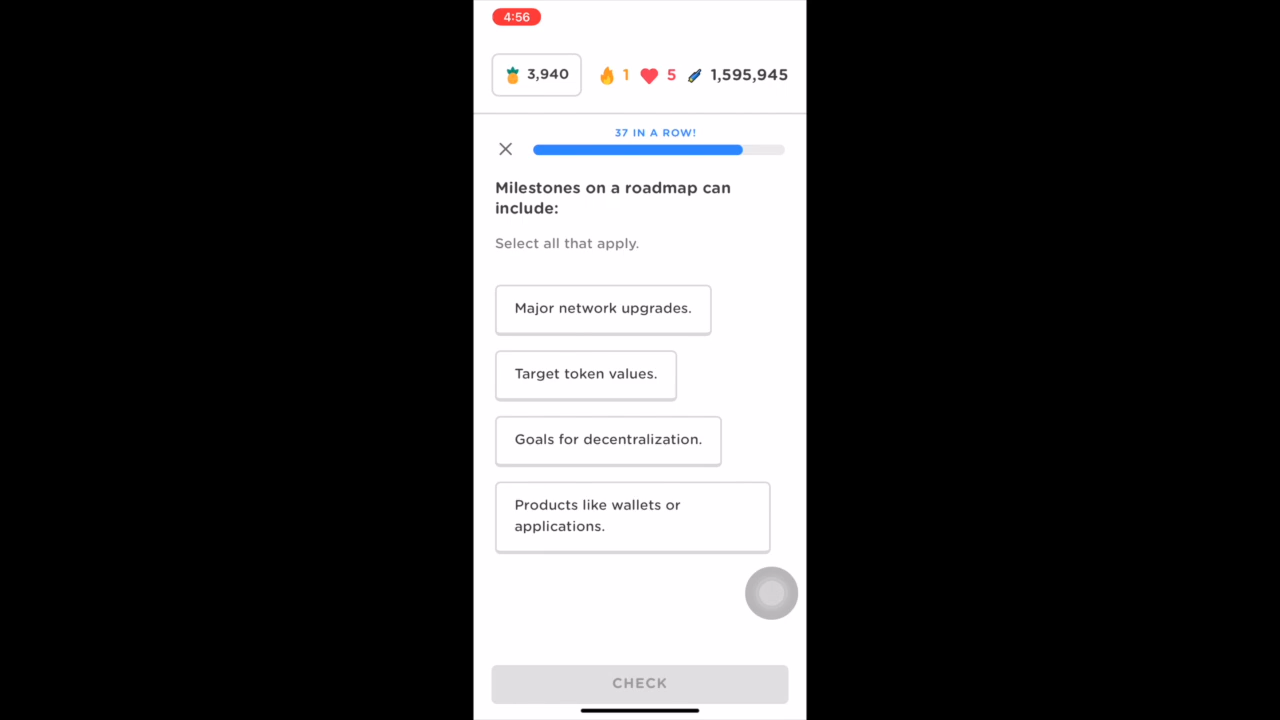 4:56
3,940 1 5 1,595,945
37 IN A ROW!
Milestones on a roadmap can
include:
Select all that apply.
Major network upgrades.
Target token values.
Goals for decentralization.
Products like wallets or
applications.
CHECK